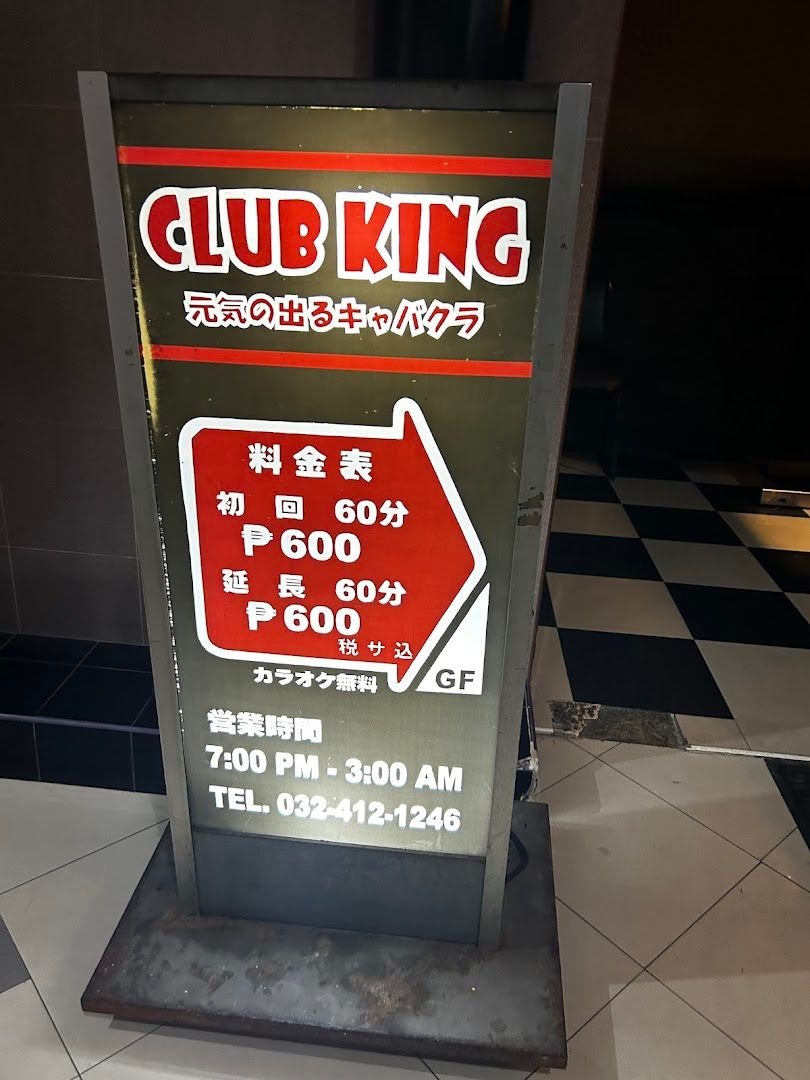 CLUB KING
元気の出るキャバクラ
料金表
初回 60分
₱600
延長 60分
₱600
税サ込
GF
カラオケ無料
営業時間
7:00 PM - 3:00 AM
TEL. 032-412-1246